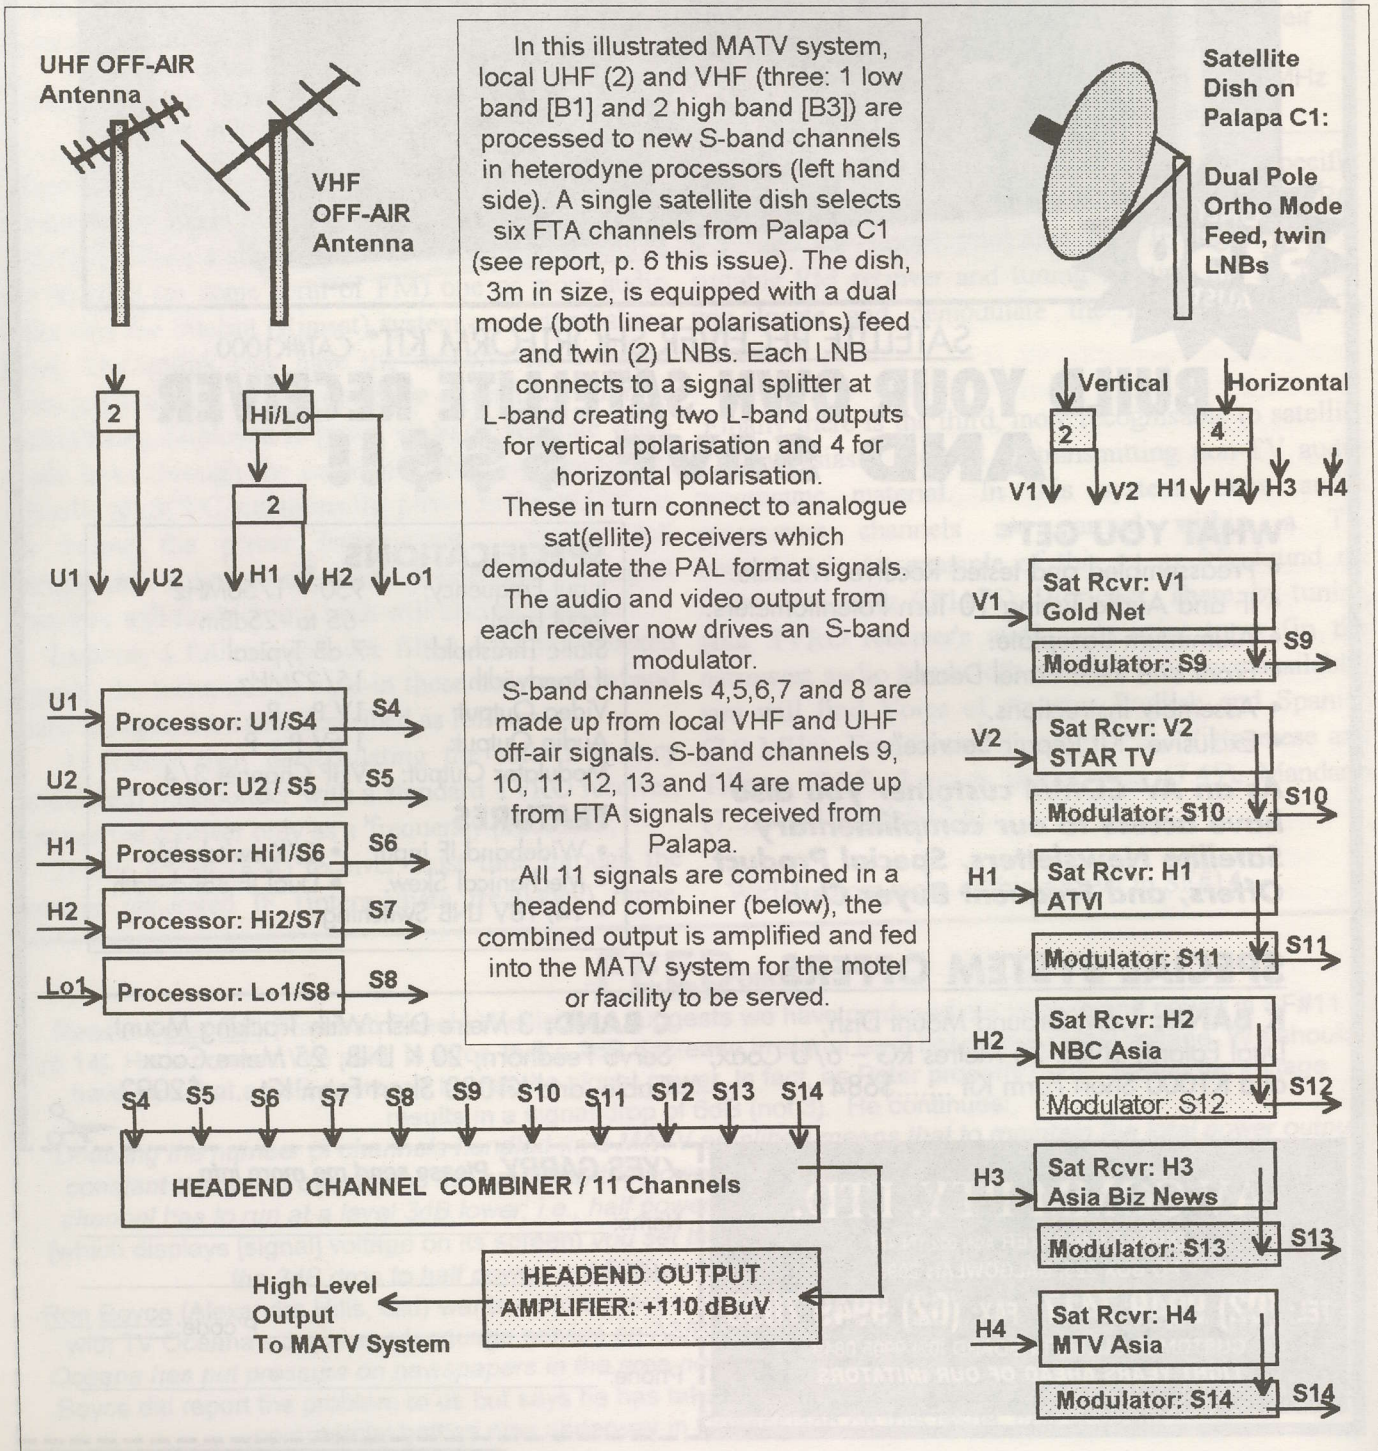 UHF OFF-AIR
Antenna
VHF
OFF-AIR
Antenna
2
Hi/Lo
2
U1
U2
H1
H2
Lo1
U1
Processor: U1/S4
S4
U2
Procesor: U2 / S5
S5
H1
Processor: Hi1/S6
S6
H2
Processor: Hi2/S7
S7
Lo1
Processor: Lo1/S8
S8
In this illustrated MATV system,
local UHF (2) and VHF (three: 1 low
band [B1] and 2 high band [B3]) are
processed to new S-band channels
in heterodyne processors (left hand
side). A single satellite dish selects
six FTA channels from Palapa C1
(see report, p. 6 this issue). The dish,
3m in size, is equipped with a dual
mode (both linear polarisations) feed
and twin (2) LNBs. Each LNB
connects to a signal splitter at
L-band creating two L-band outputs
for vertical polarisation and 4 for
horizontal polarisation.
These in turn connect to analogue
sat(ellite) receivers which
demodulate the PAL format signals.
The audio and video output from
each receiver now drives an S-band
modulator.
S-band channels 4,5,6,7 and 8 are
made up from local VHF and UHF
off-air signals. S-band channels 9,
10, 11, 12, 13 and 14 are made up
from FTA signals received from
Palapa.
All 11 signals are combined in a
headend combiner (below), the
combined output is amplified and fed
into the MATV system for the motel
or facility to be served.
Satellite
Dish on
Palapa C1:
Dual Pole
Ortho Mode
Feed, twin
LNBs
Vertical
Horizontal
2
4
V1
V2
H1
H2
H3
H4
V1
Sat Rcvr: V1
Gold Net
Modulator: S9
S9
V2
Sat Rcvr: V2
STAR TV
Modulator: S10
S10
H1
Sat Rcvr: H1
ATVI
Modulator: S11
S11
H2
Sat Rcvr: H2
NBC Asia
Modulator: S12
S12
H3
Sat Rcvr: H3
Asia Biz News
Modulator: S13
S13
H4
Sat Rcvr: H4
MTV Asia
Modulator: S14
S14
S4 S5 S6 S7 S8 S9 S10 S11 S12 S13 S14
HEADEND CHANNEL COMBINER / 11 Channels
HEADEND OUTPUT
AMPLIFIER: +110 dBuV
High Level
Output
To MATV System